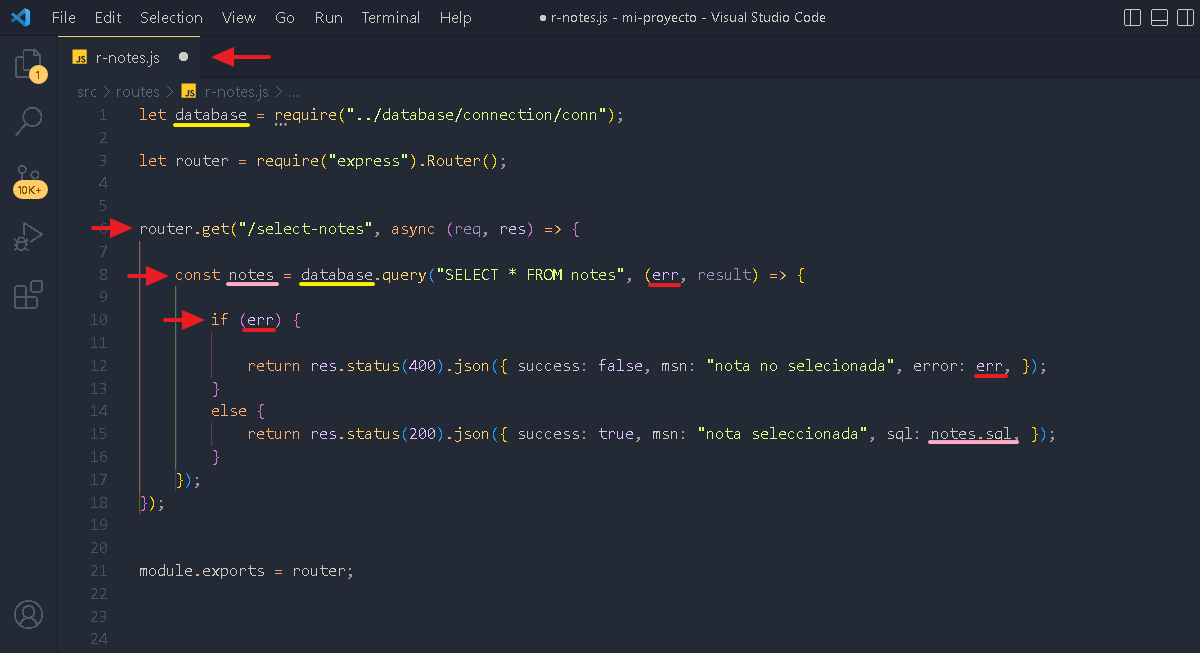 File Edit Selection View Go Run Terminal Help ● r-notes.js - mi-proyecto - Visual Studio Code
JS r-notes.js ●
1
src > routes > JS r-notes.js > ...
1 let database = require("../database/connection/conn");
2
3 let router = require("express").Router();
4
5
6 router.get("/select-notes", async (req, res) => {
7
8 const notes = database.query("SELECT * FROM notes", (err, result) => {
9
10 if (err) {
11
12 return res.status(400).json({ success: false, msn: "nota no selecionada", error: err, });
13 }
14 else {
15 return res.status(200).json({ success: true, msn: "nota seleccionada", sql: notes.sql, });
16 }
17 });
18 });
19
20
21 module.exports = router;
22
23
24
10K+